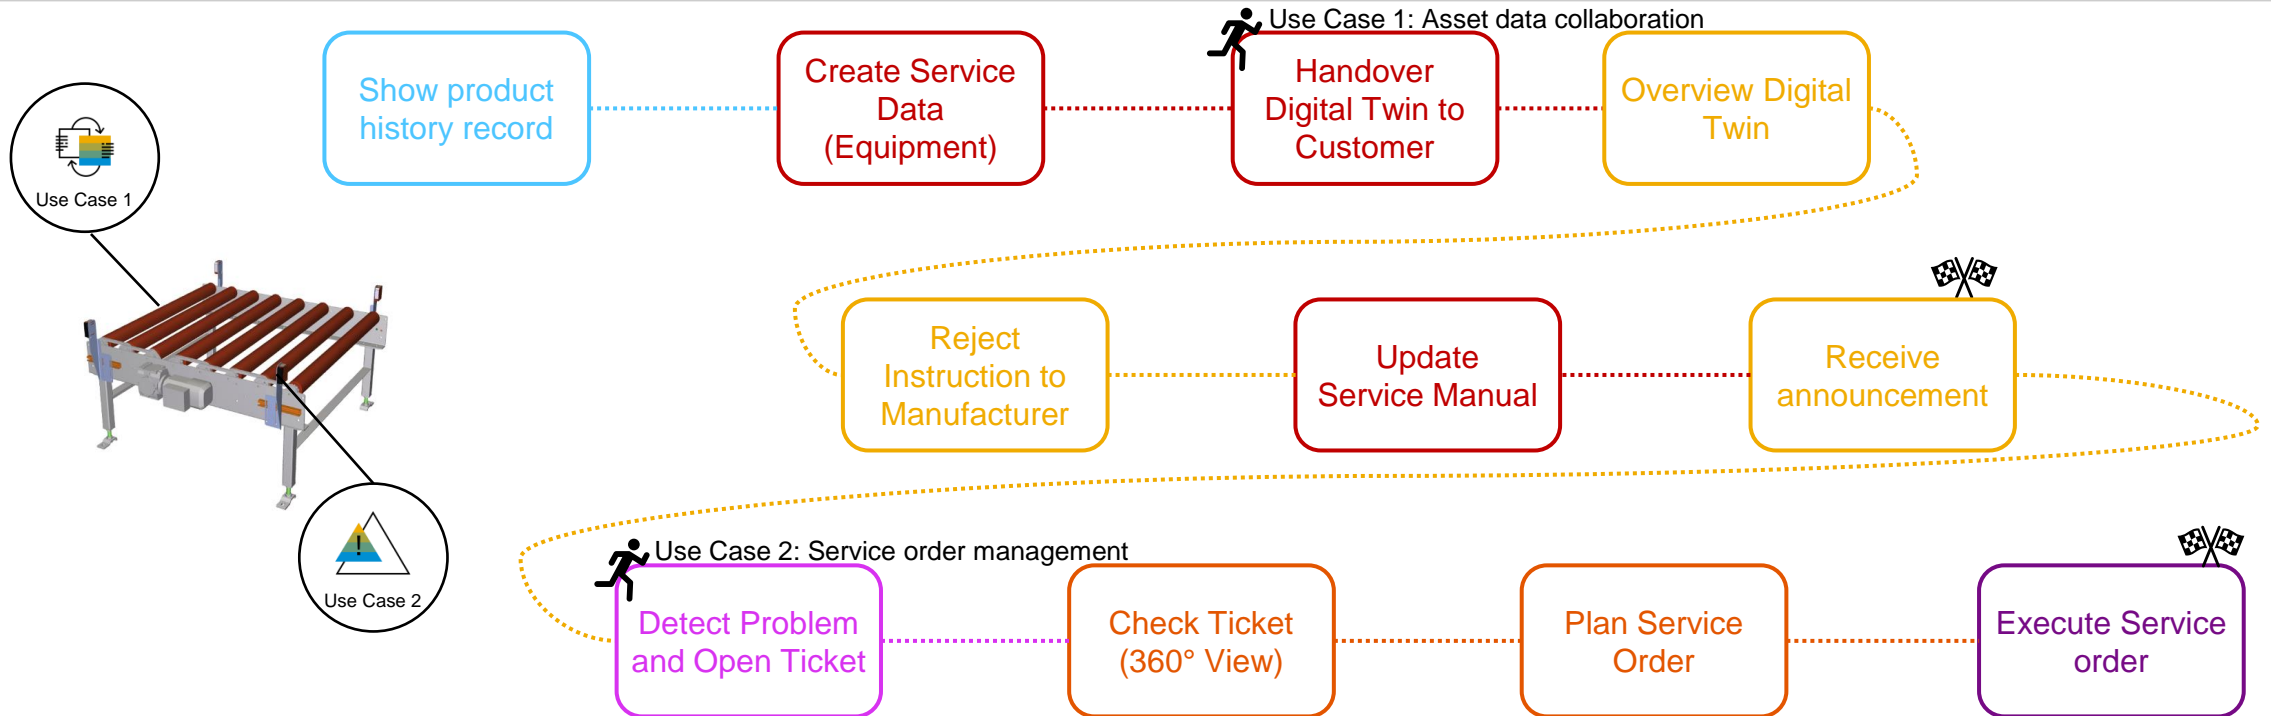 Use Case 1: Asset data collaboration
Show product
history record
Create Service
Data
(Equipment)
Handover
Digital Twin to
Customer
Overview Digital
Twin
Use Case 1
Reject
Instruction to
Manufacturer
Update
Service Manual
Receive
announcement
Use Case 2
Use Case 2: Service order management
Detect Problem
and Open Ticket
Check Ticket
(360° View)
Plan Service
Order
Execute Service
order